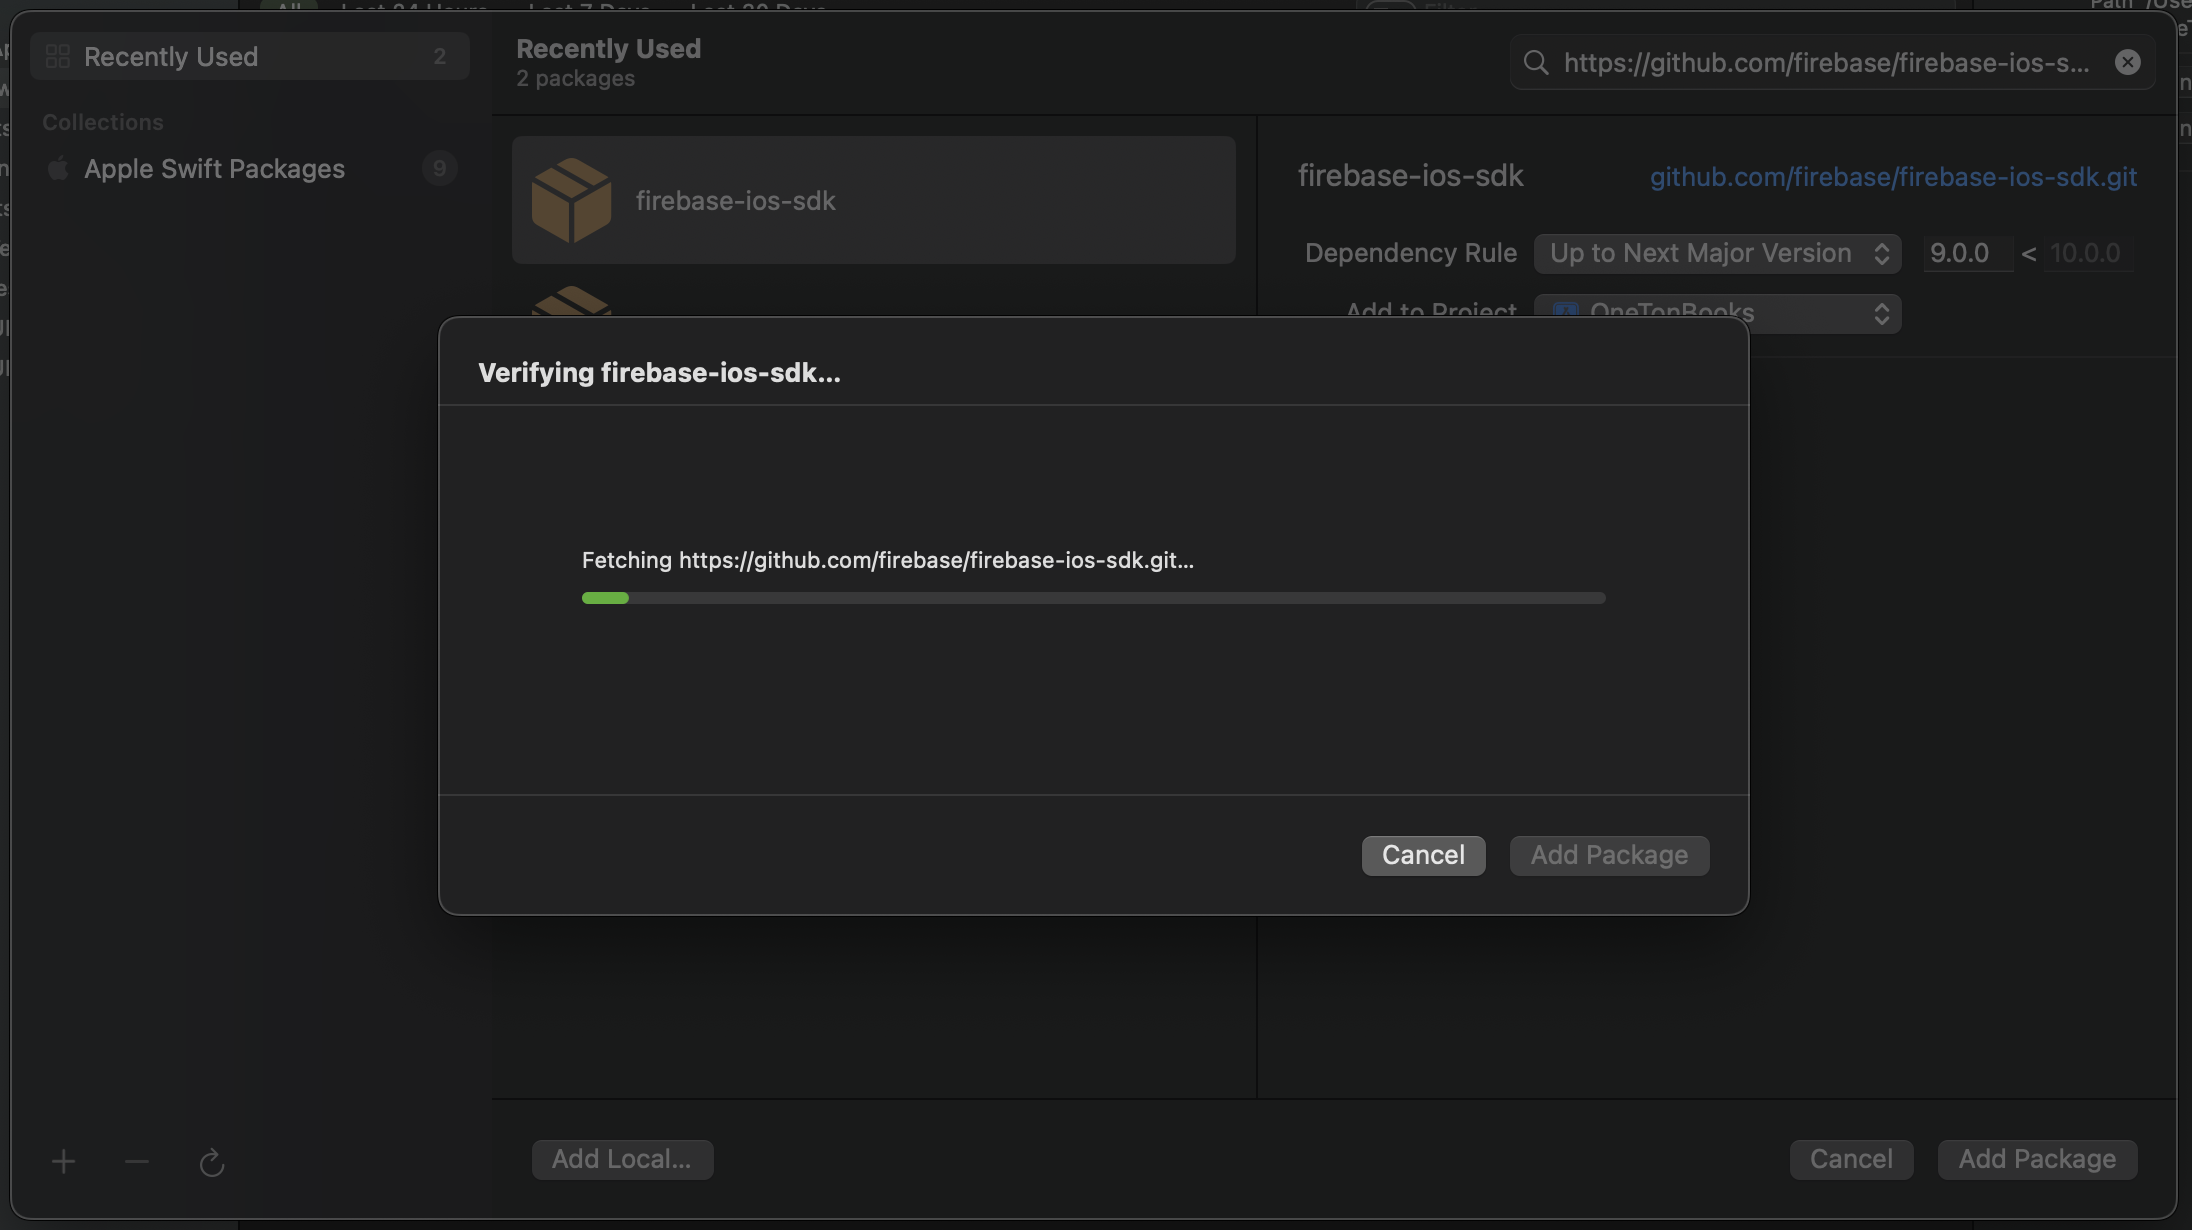 Recently Used 2
Collections
Apple Swift Packages 9
Recently Used
2 packages
https://github.com/firebase/firebase-ios-s...
firebase-ios-sdk
firebase-ios-sdk github.com/firebase/firebase-ios-sdk.git
Dependency Rule Up to Next Major Version 9.0.0 < 10.0.0
Add to Project OneTonBooks
Verifying firebase-ios-sdk...
Fetching https://github.com/firebase/firebase-ios-sdk.git...
Cancel Add Package
Add Local... Cancel Add Package